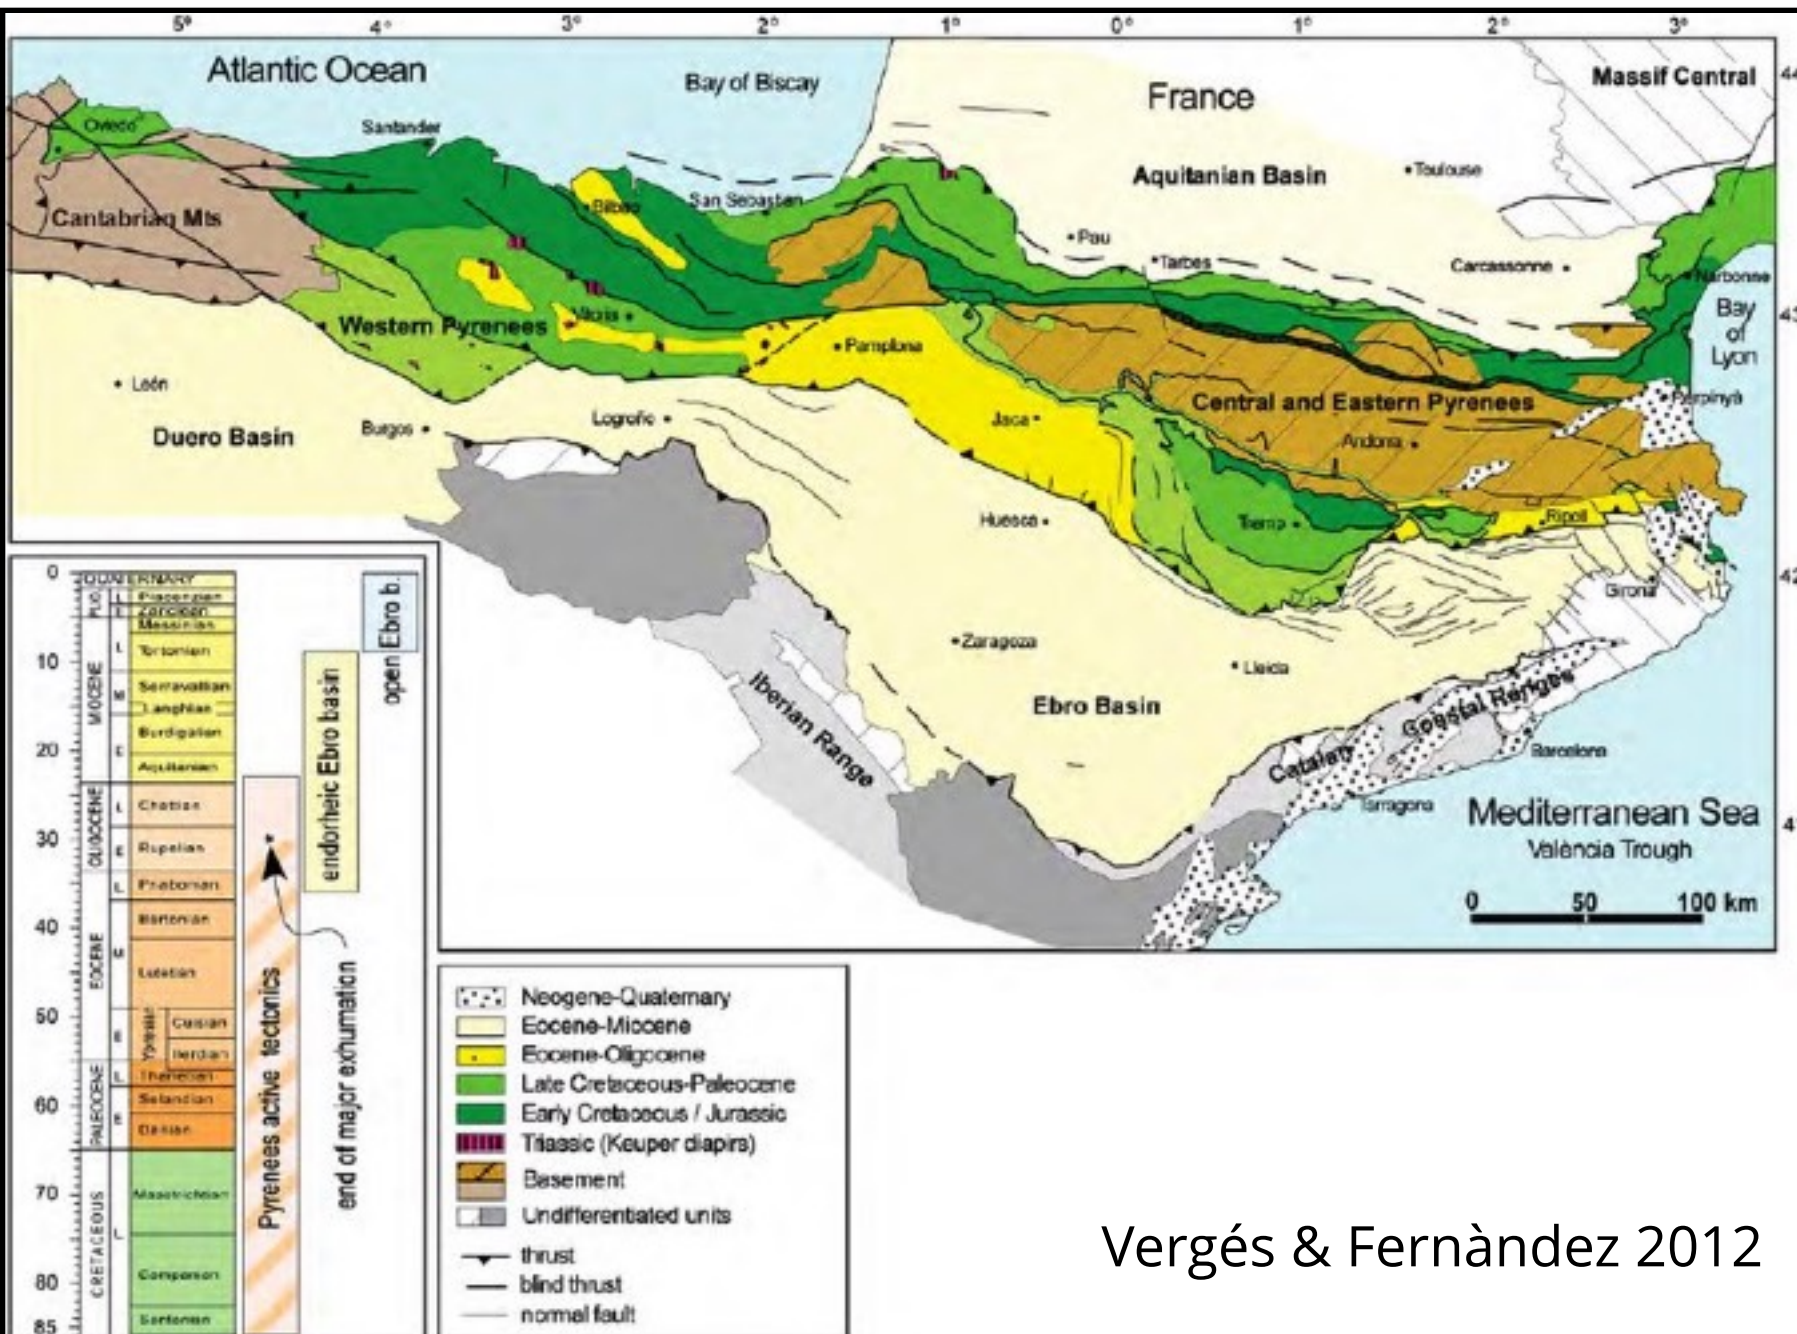 5° 4° 3° 2° 1° 0° 1° 2° 3°
Atlantic Ocean
Bay of Biscay
France
Massif Central
44
Oviedo
Santander
Aquitanian Basin
Toulouse
San Sebastian
Bilbao
Cantabrian Mts
Pau
Tarbes
Carcassonne
Narbonne
Bay
of
Lyon
43
Western Pyrenees
Vitoria
Pamplona
León
Central and Eastern Pyrenees
Perpinyà
Duero Basin
Burgos
Logroño
Jaca
Andorra
Huesca
Tremp
Ripoll
42
Girona
Zaragoza
Lleida
Iberian Range
Ebro Basin
Catalan Coastal Ranges
Barcelona
Tarragona
Mediterranean Sea
València Trough
41
0 50 100 km
0
10
20
30
40
50
60
70
80
85
QUATERNARY
PLIO
MIOCENE
OLIGOCENE
EOCENE
PALEOCENE
CRETACEOUS
L
E
L
M
E
L
E
L
M
E
L
E
L
Piacenzian
Zanclean
Messinian
Tortonian
Serravallian
Langhian
Burdigalian
Aquitanian
Chattian
Rupelian
Priabonian
Bartonian
Lutetian
Ypresian
Cuisian
Ilerdian
Thanetian
Selandian
Danian
Maastrichtian
Campanian
Santonian
Pyrenees active tectonics
endorheic Ebro basin
open Ebro b.
end of major exhumation
Neogene-Quaternary
Eocene-Miocene
Eocene-Oligocene
Late Cretaceous-Paleocene
Early Cretaceous / Jurassic
Triassic (Keuper diapirs)
Basement
Undifferentiated units
thrust
blind thrust
normal fault
Vergés & Fernàndez 2012